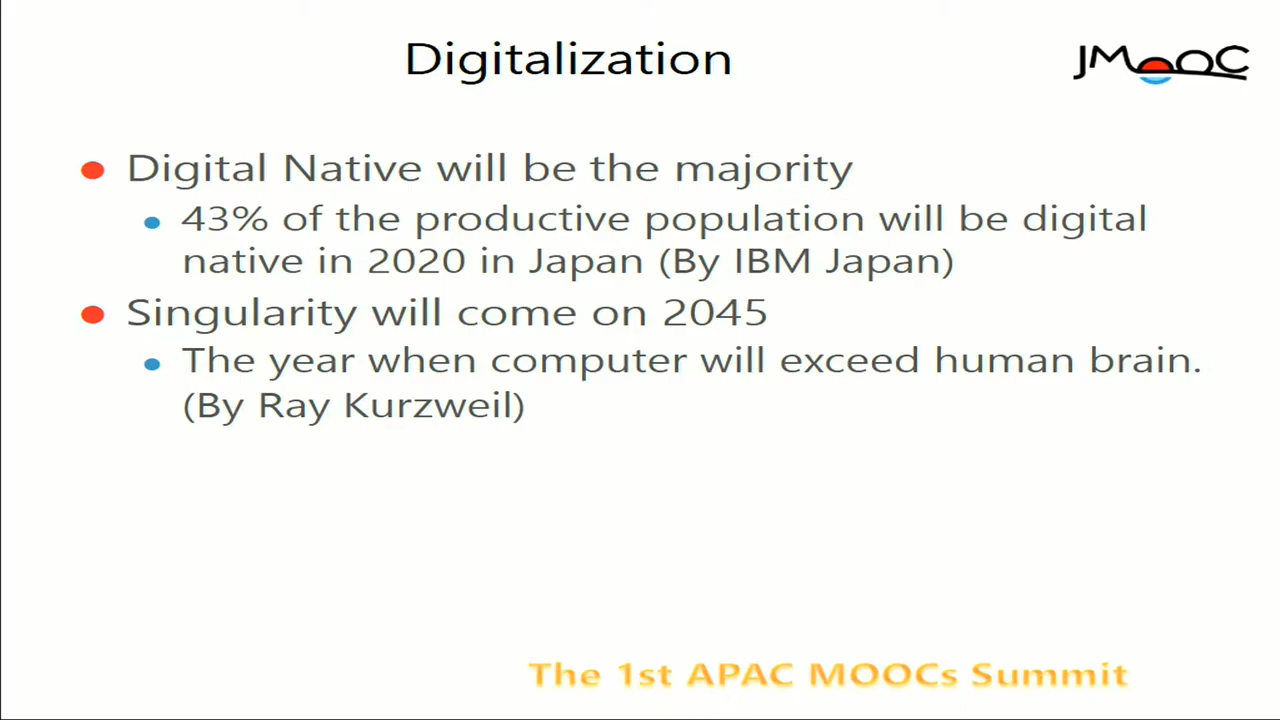 Digitalization
JMOOC
Digital Native will be the majority
43% of the productive population will be digital
native in 2020 in Japan (By IBM Japan)
Singularity will come on 2045
The year when computer will exceed human brain.
(By Ray Kurzweil)
The 1st APAC MOOCs Summit